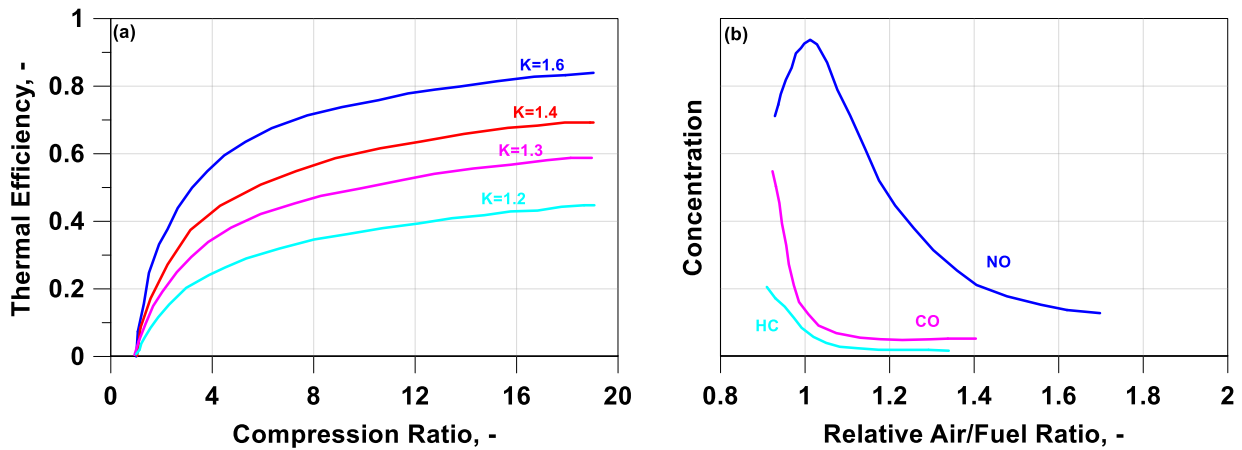 (a)
Thermal Efficiency, -
1
0.8
0.6
0.4
0.2
0
K=1.6
K=1.4
K=1.3
K=1.2
0 4 8 12 16 20
Compression Ratio, -
(b)
Concentration
NO
CO
HC
0.8 1 1.2 1.4 1.6 1.8 2
Relative Air/Fuel Ratio, -